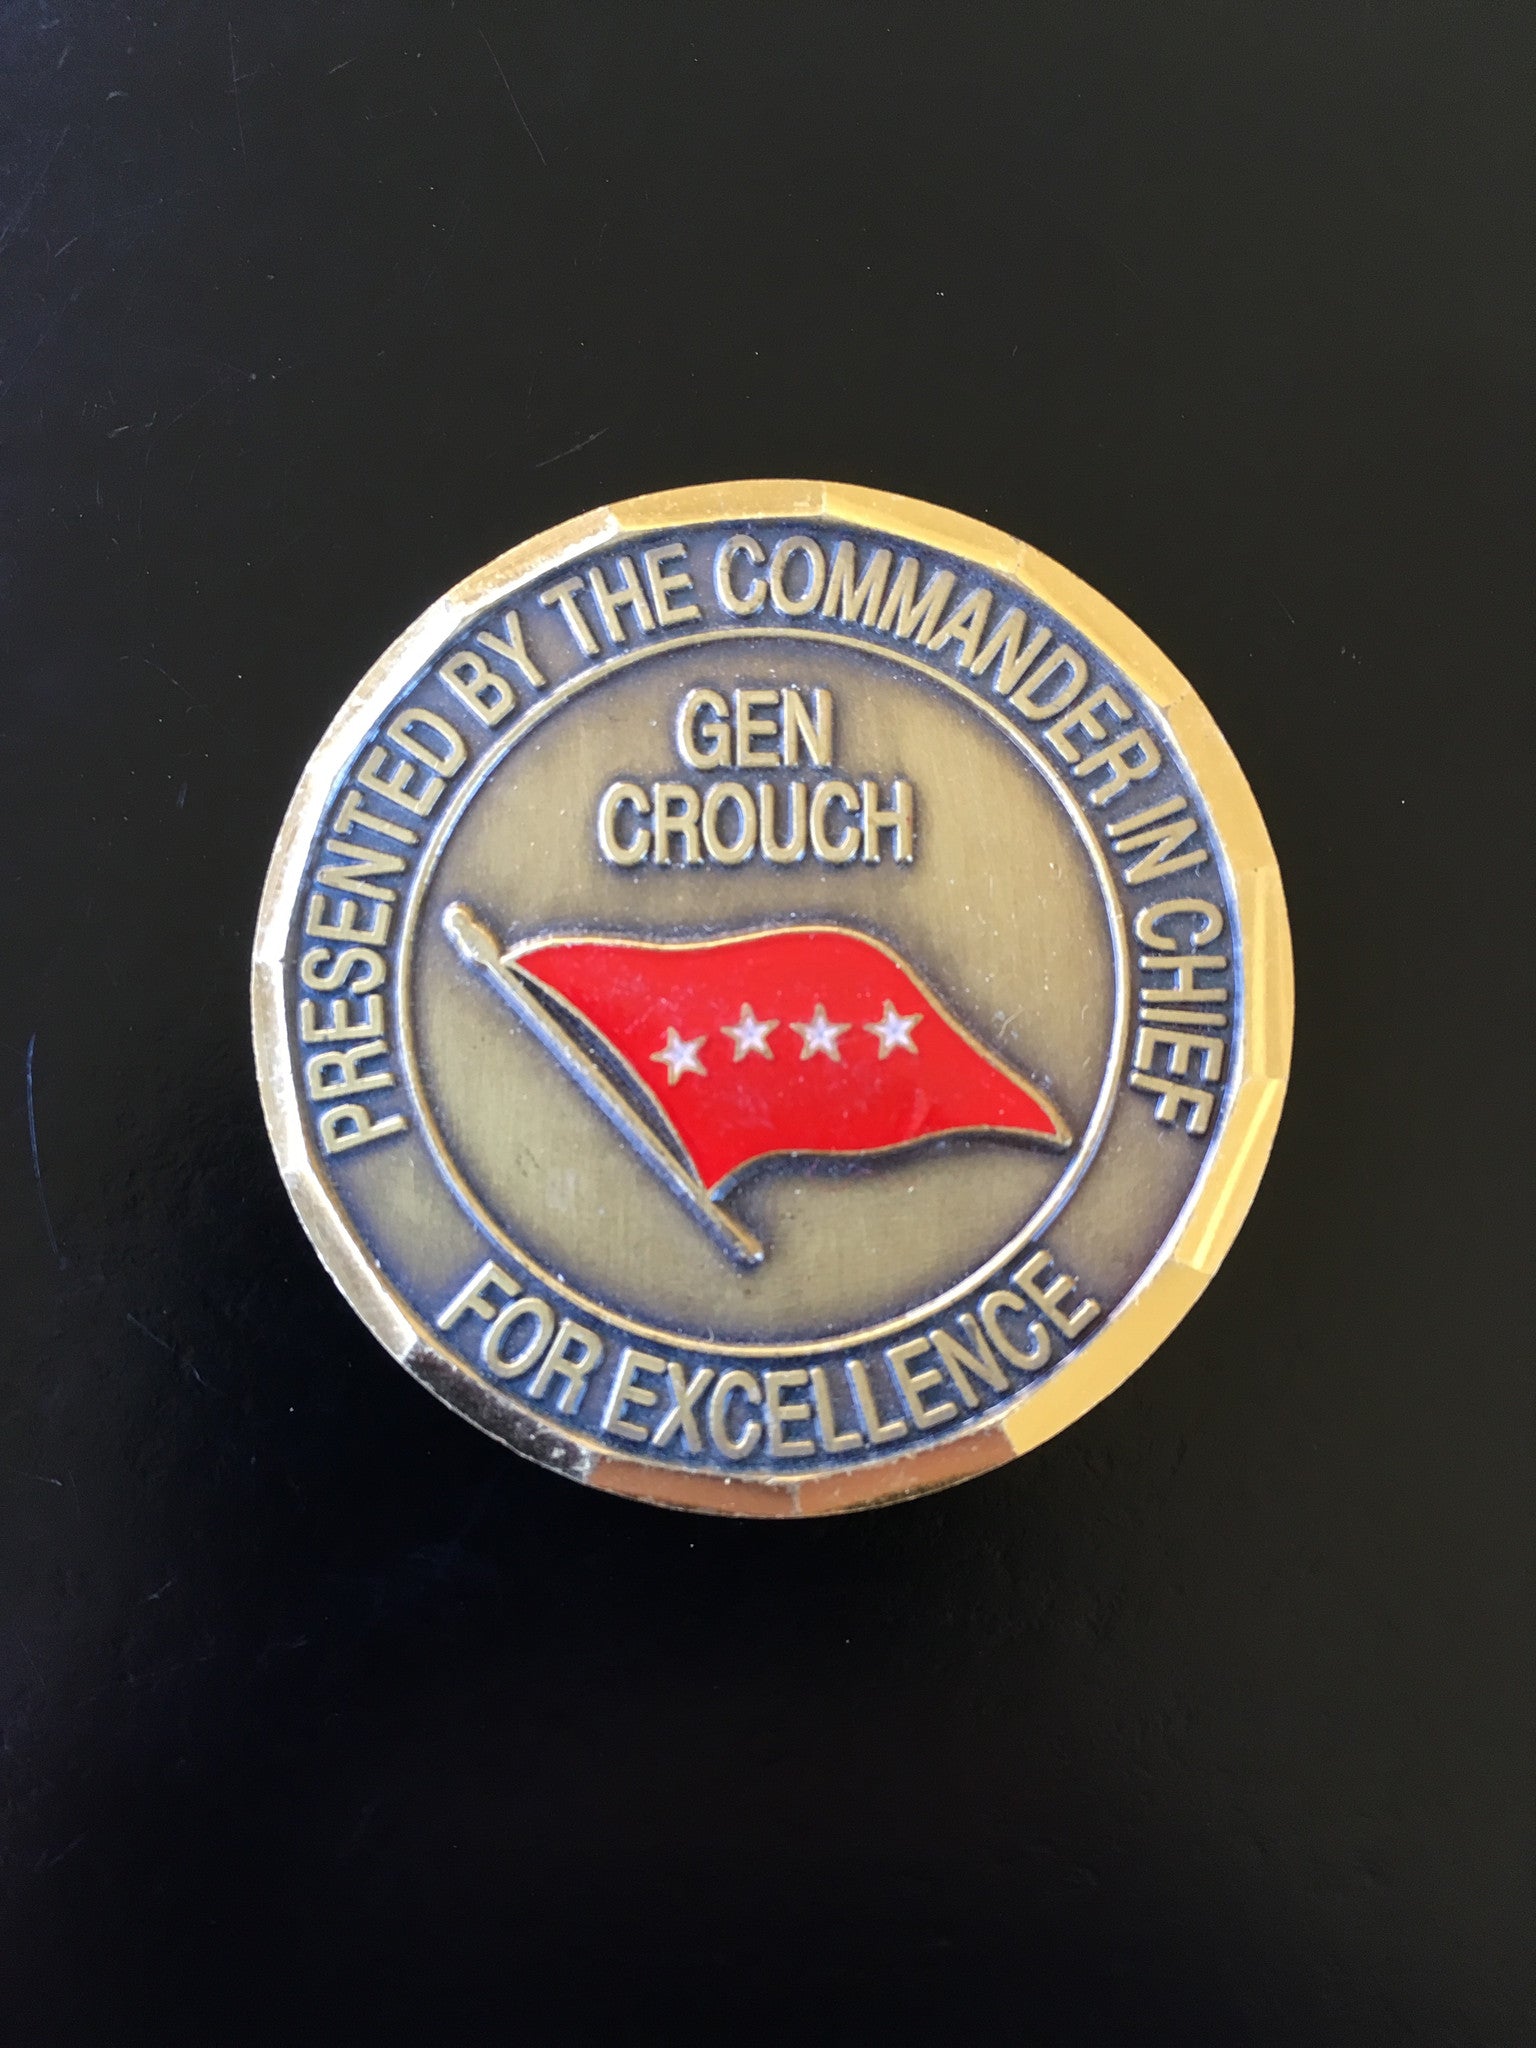 PRESENTED BY THE COMMANDER IN CHIEF
GEN
CROUCH
FOR EXCELLENCE